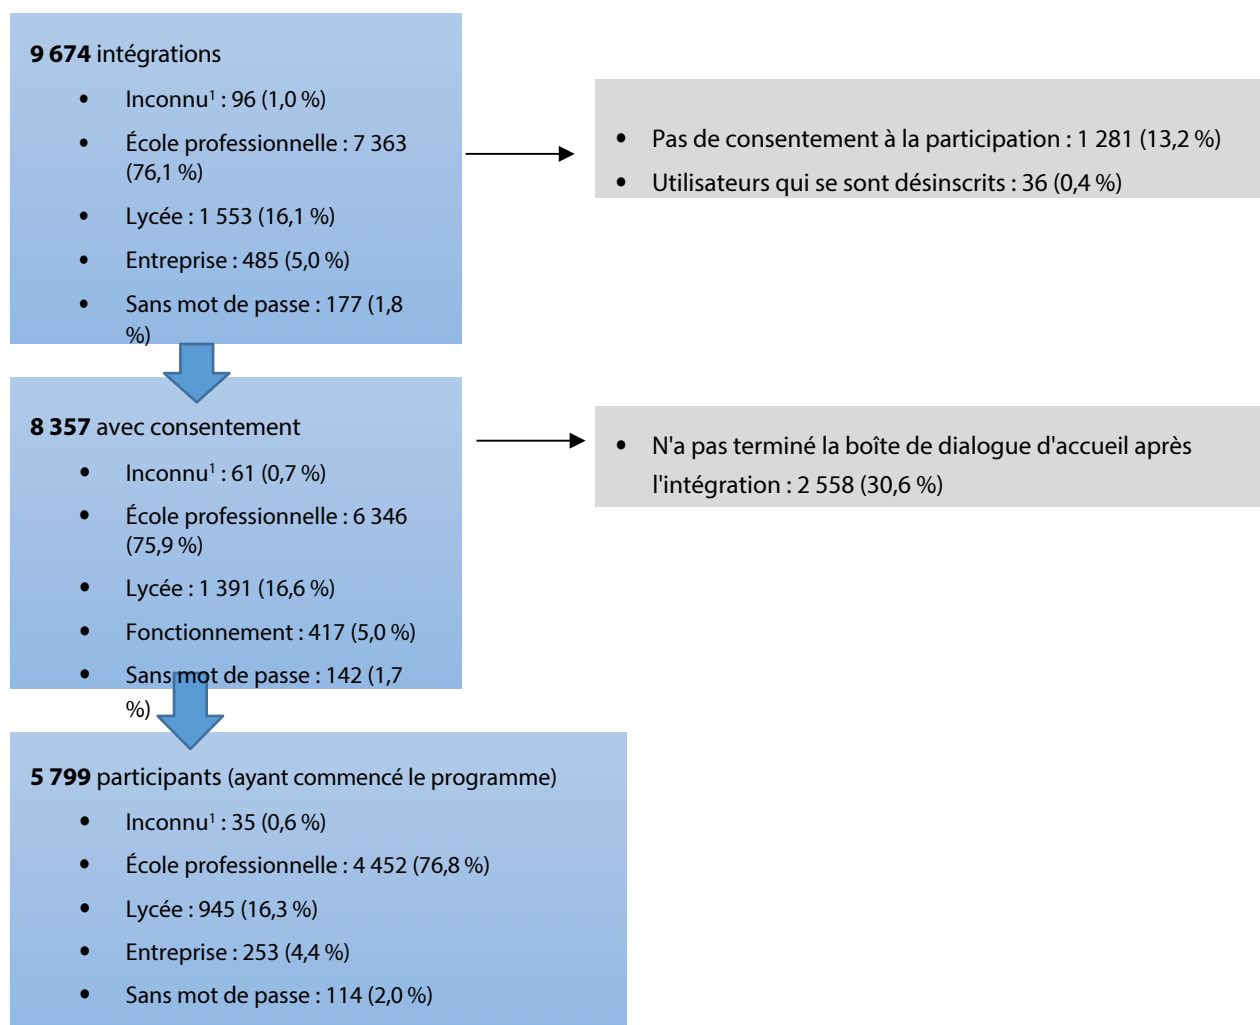 9 674 intégrations
• Inconnu¹ : 96 (1,0 %)
• École professionnelle : 7 363
(76,1 %)
• Lycée : 1 553 (16,1 %)
• Entreprise : 485 (5,0 %)
• Sans mot de passe : 177 (1,8
%)
• Pas de consentement à la participation : 1 281 (13,2 %)
• Utilisateurs qui se sont désinscrits : 36 (0,4 %)
8 357 avec consentement
• Inconnu¹ : 61 (0,7 %)
• École professionnelle : 6 346
(75,9 %)
• Lycée : 1 391 (16,6 %)
• Fonctionnement : 417 (5,0 %)
• Sans mot de passe : 142 (1,7
%)
• N'a pas terminé la boîte de dialogue d'accueil après
l'intégration : 2 558 (30,6 %)
5 799 participants (ayant commencé le programme)
• Inconnu¹ : 35 (0,6 %)
• École professionnelle : 4 452 (76,8 %)
• Lycée : 945 (16,3 %)
• Entreprise : 253 (4,4 %)
• Sans mot de passe : 114 (2,0 %)